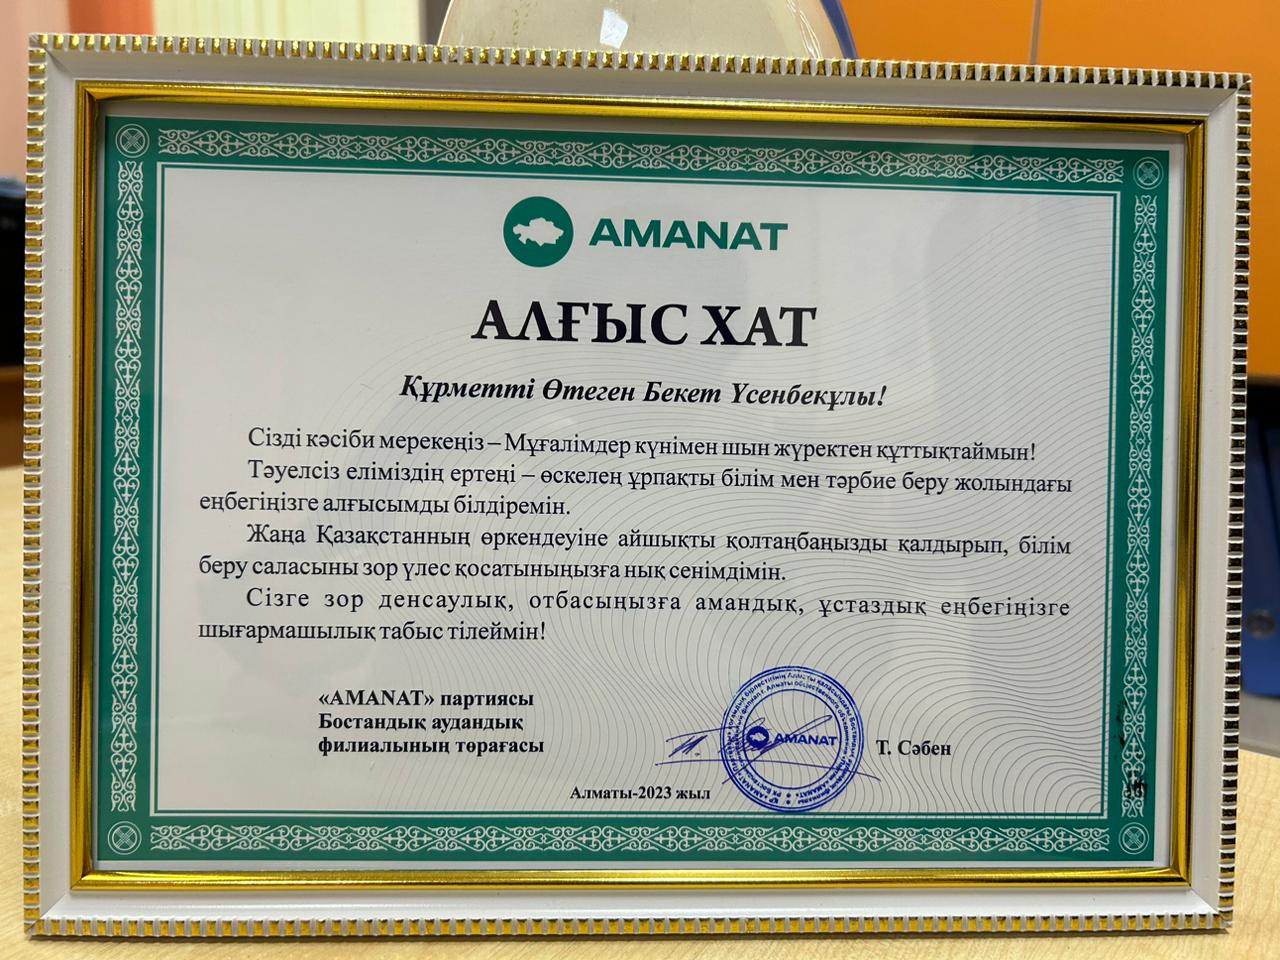 AMANAT
АЛҒЫС ХАТ
Құрметті Өтеген Бекет Үсенбекұлы!
Сізді кәсіби мерекеңіз – Мұғалімдер күнімен шын жүректен құттықтаймын!
Тәуелсіз еліміздің ертеңі – өскелең ұрпақты білім мен тәрбие беру жолындағы
еңбегіңізге алғысымды білдіремін.
Жаңа Қазақстанның өркендеуіне айшықты қолтаңбаңызды қалдырып, білім
беру саласыны зор үлес қосатыныңызға нық сенімдімін.
Сізге зор денсаулық, отбасыңызға амандық, ұстаздық еңбегіңізге
шығармашылық табыс тілеймін!
«AMANAT» партиясы
Бостандық аудандық
филиалының төрағасы
AMANAT
Т. Сәбен
Алматы-2023 жыл